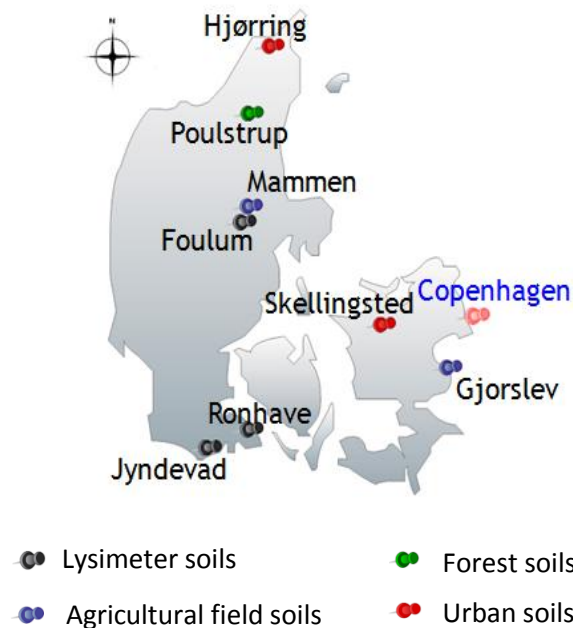 N
Hjørring
Poulstrup
Mammen
Foulum
Skellingsted
Copenhagen
Gjorslev
Ronhave
Jyndevad
Lysimeter soils
Forest soils
Agricultural field soils
Urban soils